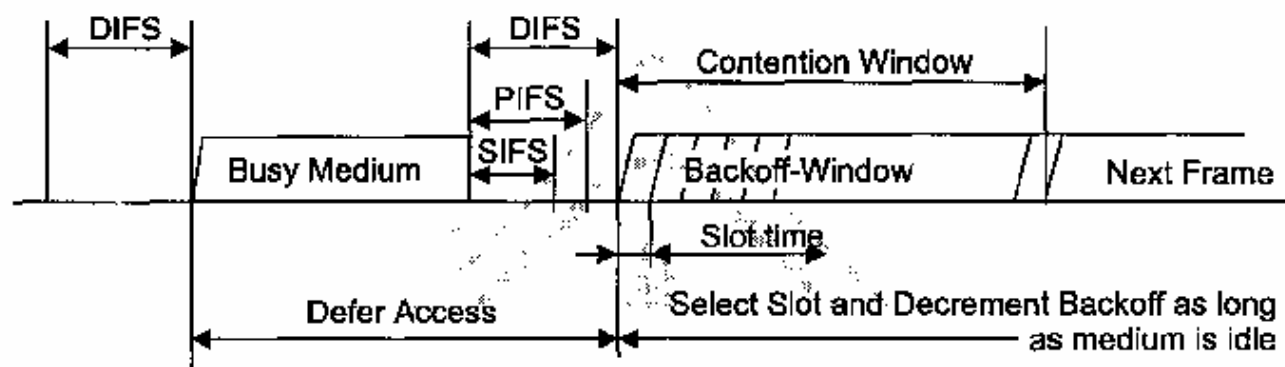 DIFS
DIFS
Contention Window
PIFS
SIFS
Busy Medium
Backoff-Window
Next Frame
Slot time
Defer Access
Select Slot and Decrement Backoff as long
as medium is idle